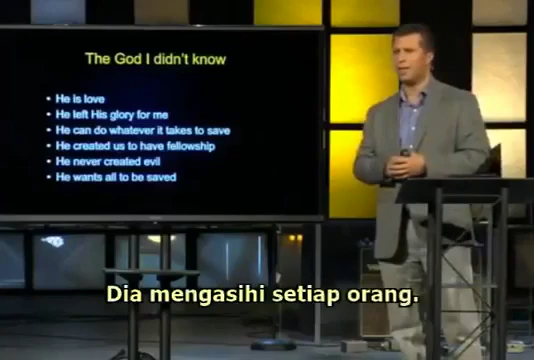 The God I didn't know
• He is love
• He left His glory for me
• He can do whatever it takes to save
• He created us to have fellowship
• He never created evil
• He wants all to be saved
Dia mengasihi setiap orang.